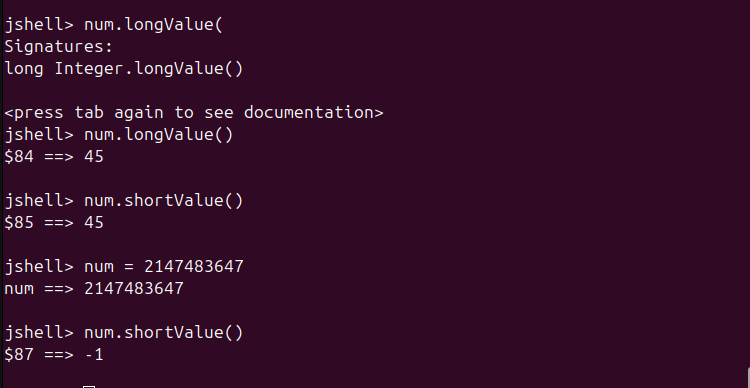 jshell> num.longValue(
Signatures:
long Integer.longValue()
<press tab again to see documentation>
jshell> num.longValue()
$84 ==> 45
jshell> num.shortValue()
$85 ==> 45
jshell> num = 2147483647
num ==> 2147483647
jshell> num.shortValue()
$87 ==> -1